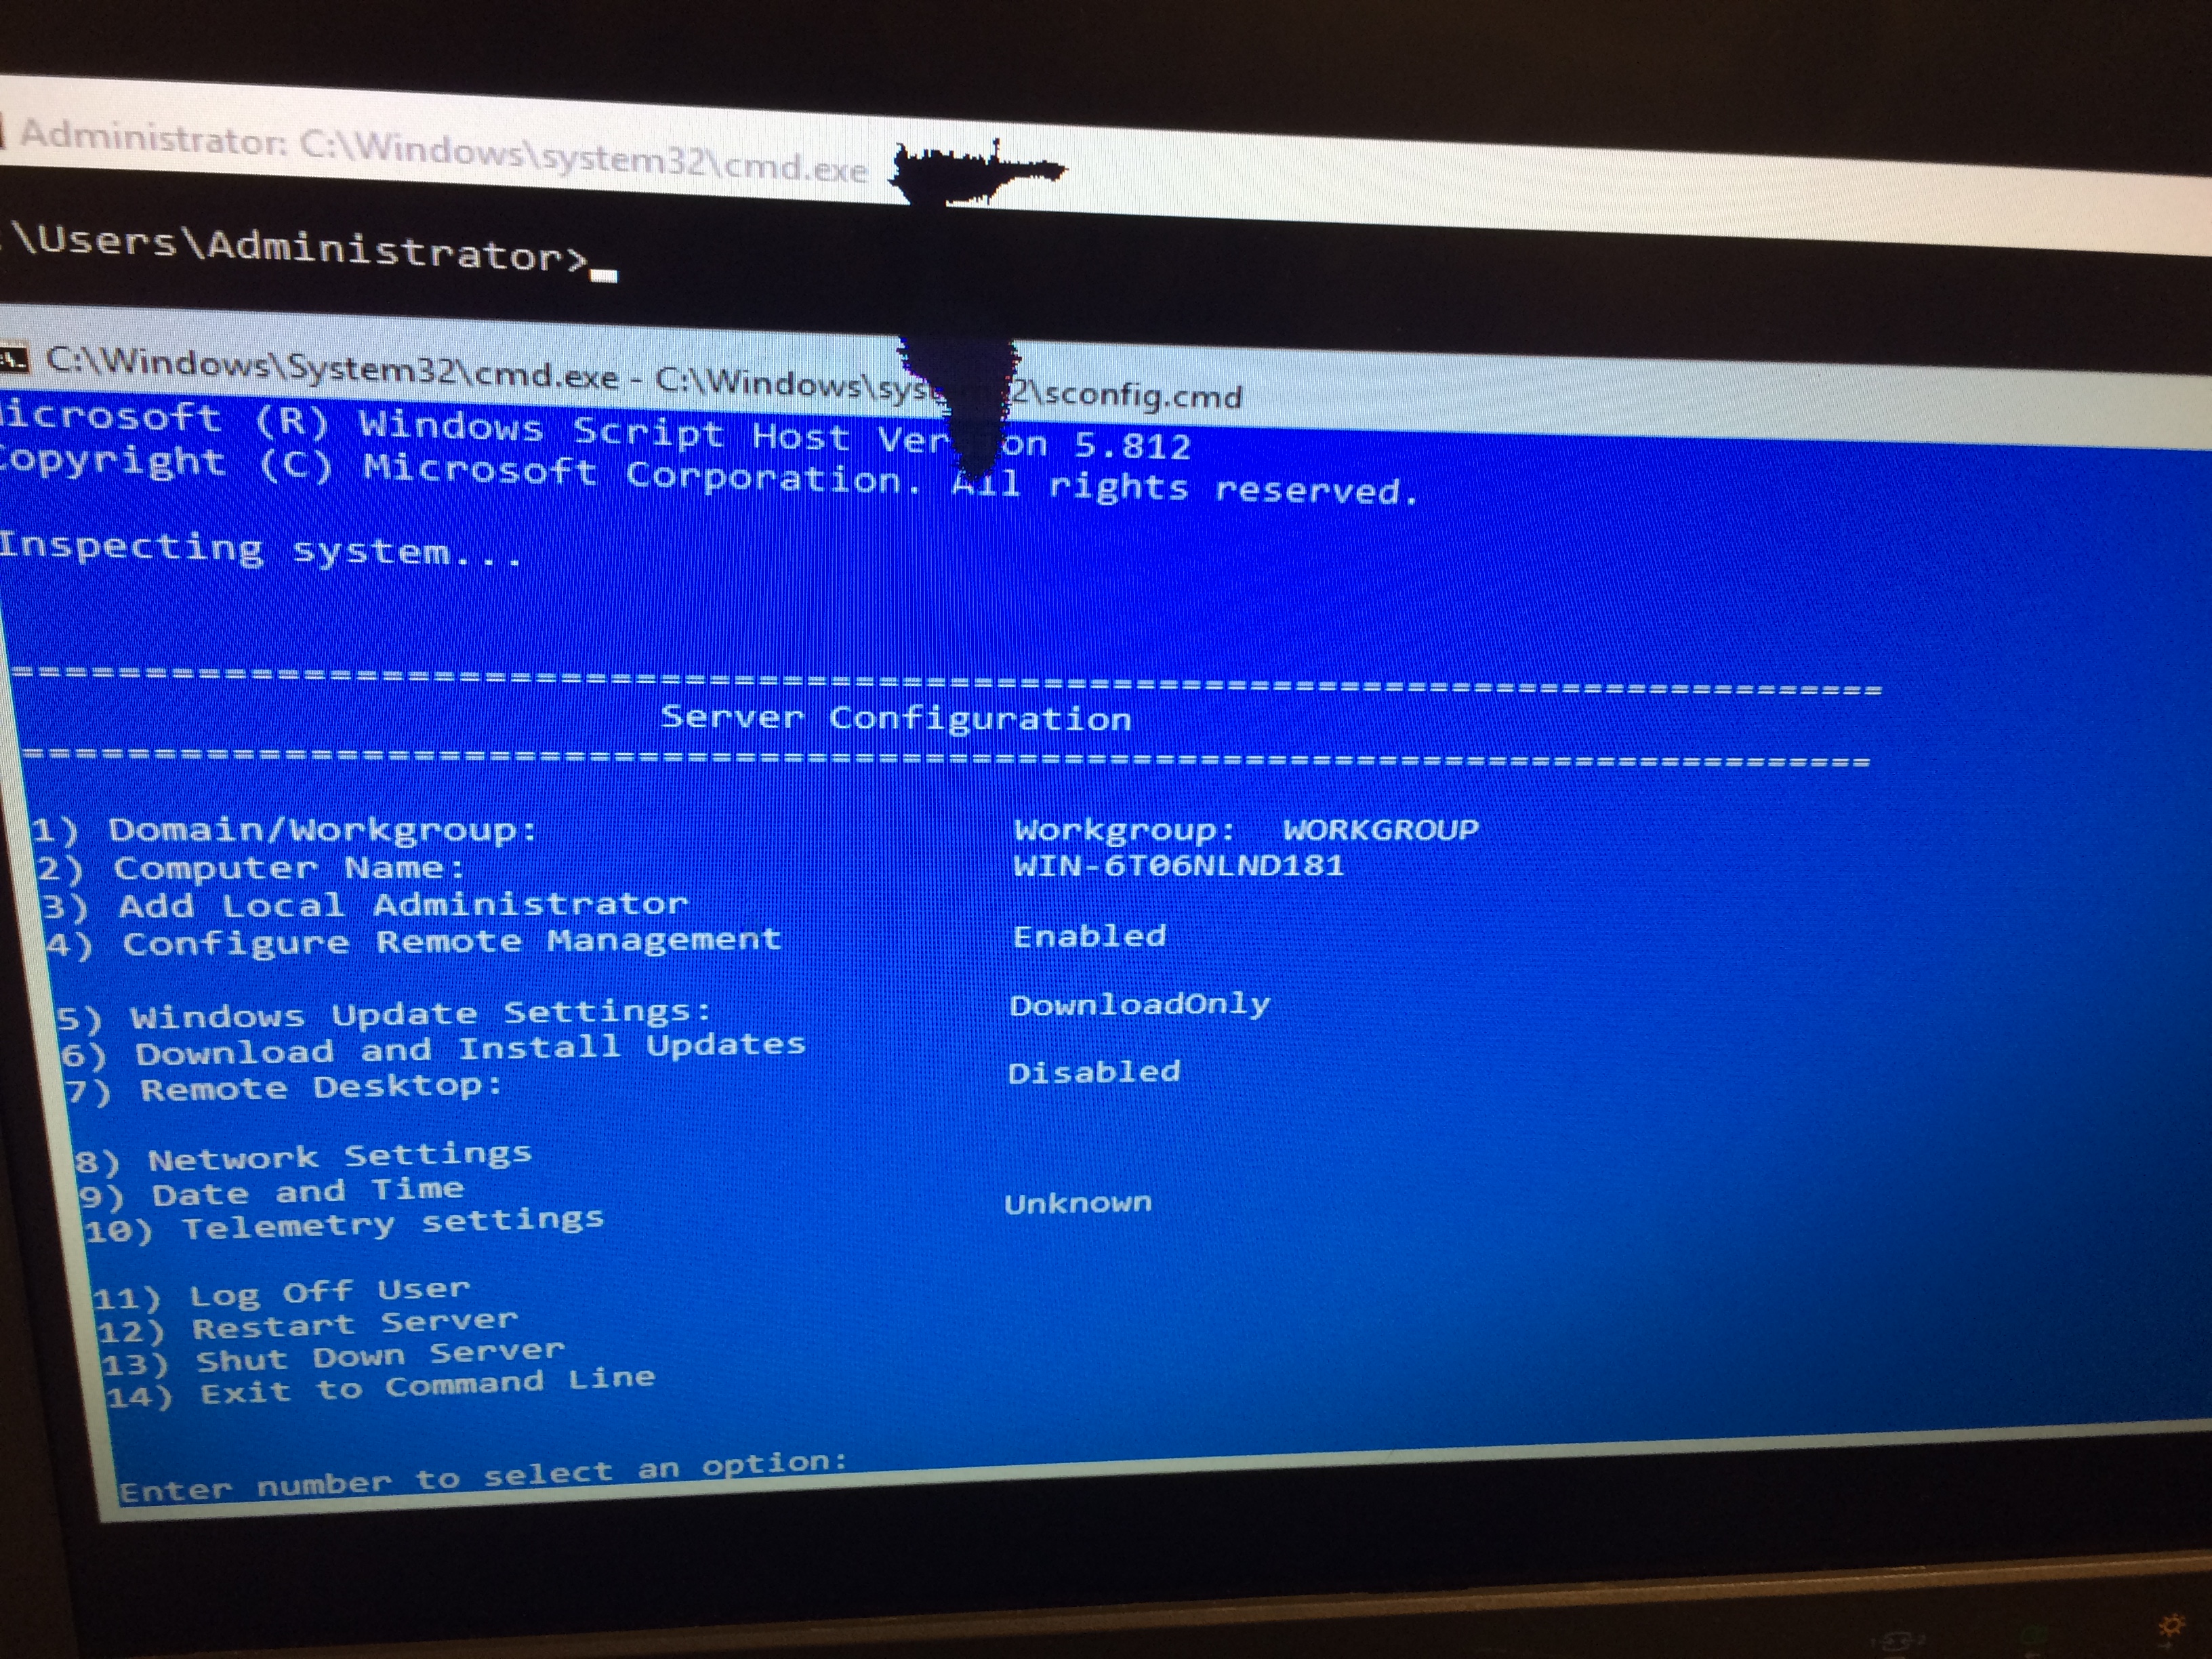 Administrator: C:\Windows\system32\cmd.exe
:\Users\Administrator>
C:\Windows\System32\cmd.exe - C:\Windows\sys 2\sconfig.cmd
Microsoft (R) Windows Script Host Ver on 5.812
Copyright (C) Microsoft Corporation. All rights reserved.
Inspecting system...
===============================================================================
Server Configuration
===============================================================================
1) Domain/Workgroup: Workgroup: WORKGROUP
2) Computer Name: WIN-6T06NLND181
3) Add Local Administrator
4) Configure Remote Management Enabled
5) Windows Update Settings: DownloadOnly
6) Download and Install Updates
7) Remote Desktop: Disabled
8) Network Settings
9) Date and Time
10) Telemetry settings Unknown
11) Log Off User
12) Restart Server
13) Shut Down Server
14) Exit to Command Line
Enter number to select an option: